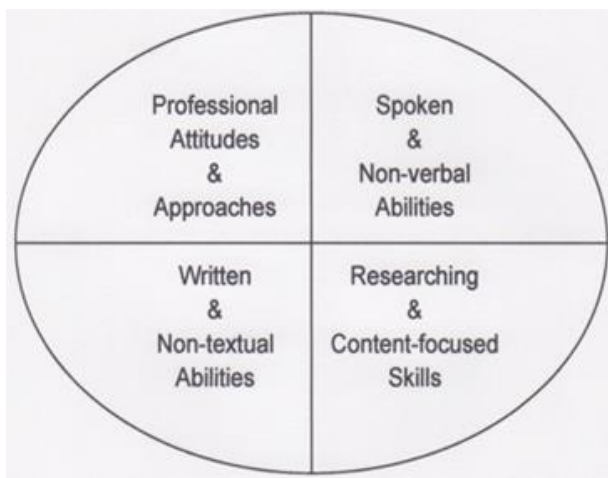 Professional
Attitudes
&
Approaches
Spoken
&
Non-verbal
Abilities
Written
&
Non-textual
Abilities
Researching
&
Content-focused
Skills